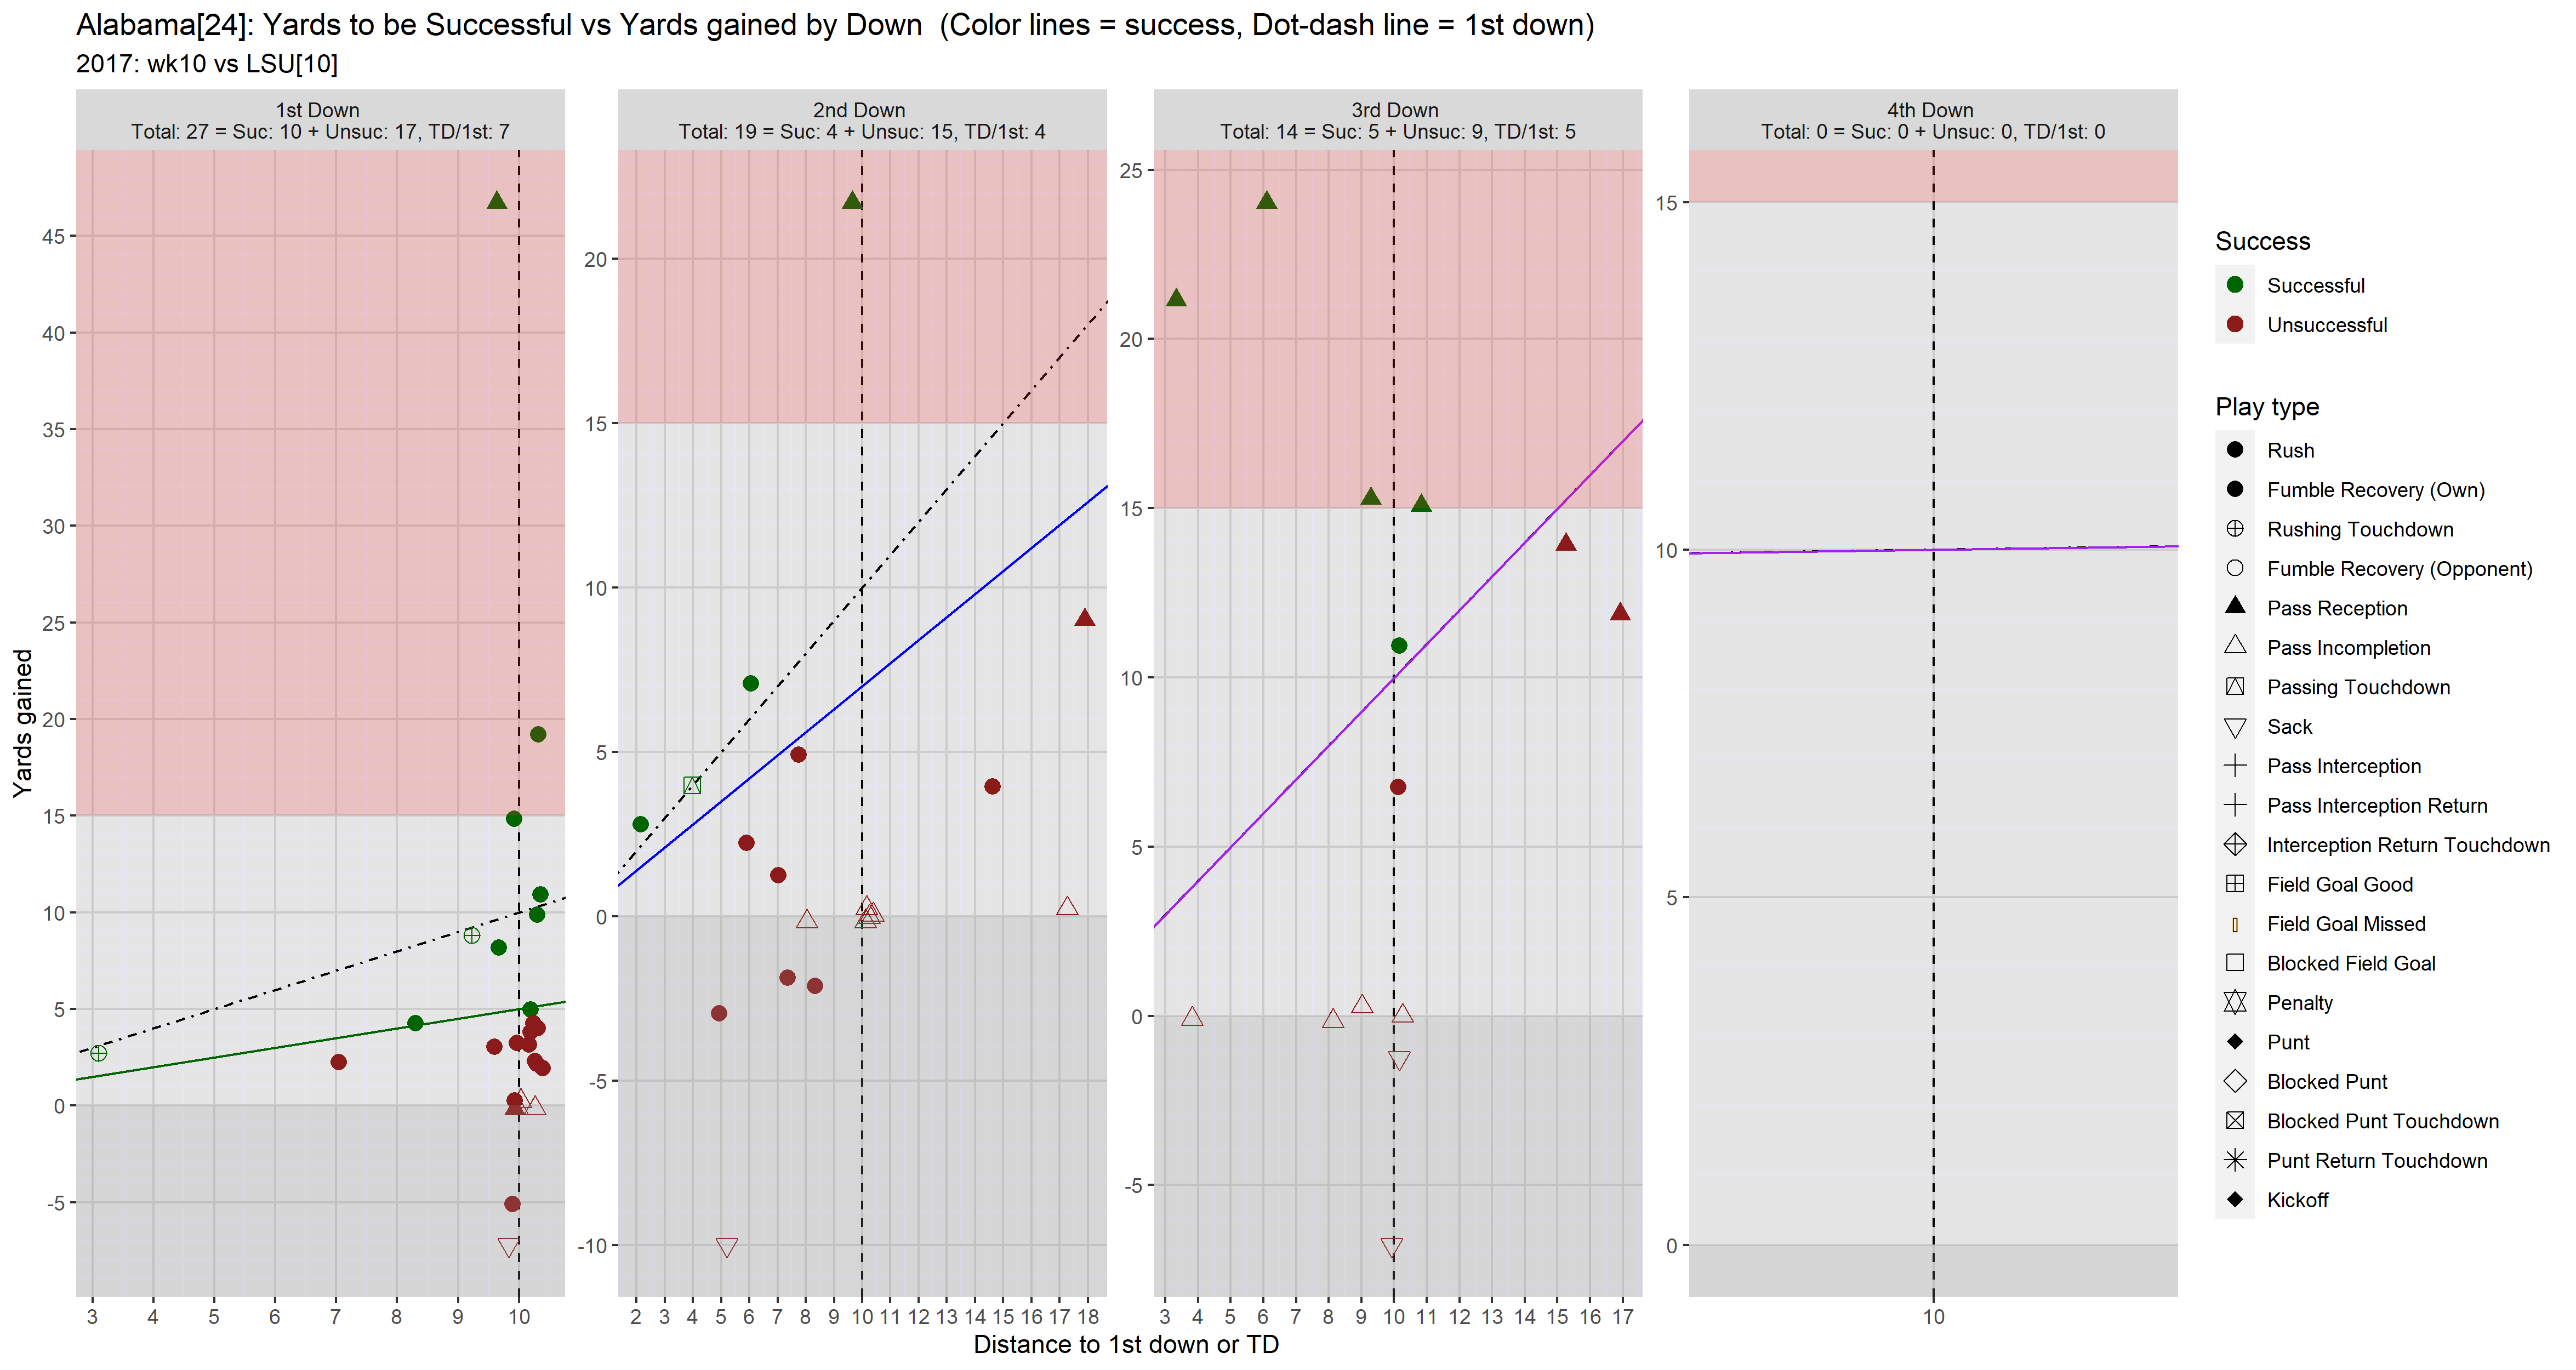 Alabama[24]: Yards to be Successful vs Yards gained by Down  (Color lines = success, Dot-dash line = 1st down)
2017: wk10 vs LSU[10]
1st Down
Total: 27 = Suc: 10 + Unsuc: 17, TD/1st: 7
2nd Down
Total: 19 = Suc: 4 + Unsuc: 15, TD/1st: 4
3rd Down
Total: 14 = Suc: 5 + Unsuc: 9, TD/1st: 5
4th Down
Total: 0 = Suc: 0 + Unsuc: 0, TD/1st: 0
Yards gained
45
40
35
30
25
20
15
10
5
0
-5
3 4 5 6 7 8 9 10
20
15
10
5
0
-5
-10
2 3 4 5 6 7 8 9 10 11 12 13 14 15 16 17 18
25
20
15
10
5
0
-5
3 4 5 6 7 8 9 10 11 12 13 14 15 16 17
15
10
5
0
10
Distance to 1st down or TD
Success
Successful
Unsuccessful
Play type
Rush
Fumble Recovery (Own)
Rushing Touchdown
Fumble Recovery (Opponent)
Pass Reception
Pass Incompletion
Passing Touchdown
Sack
Pass Interception
Pass Interception Return
Interception Return Touchdown
Field Goal Good
Field Goal Missed
Blocked Field Goal
Penalty
Punt
Blocked Punt
Blocked Punt Touchdown
Punt Return Touchdown
Kickoff